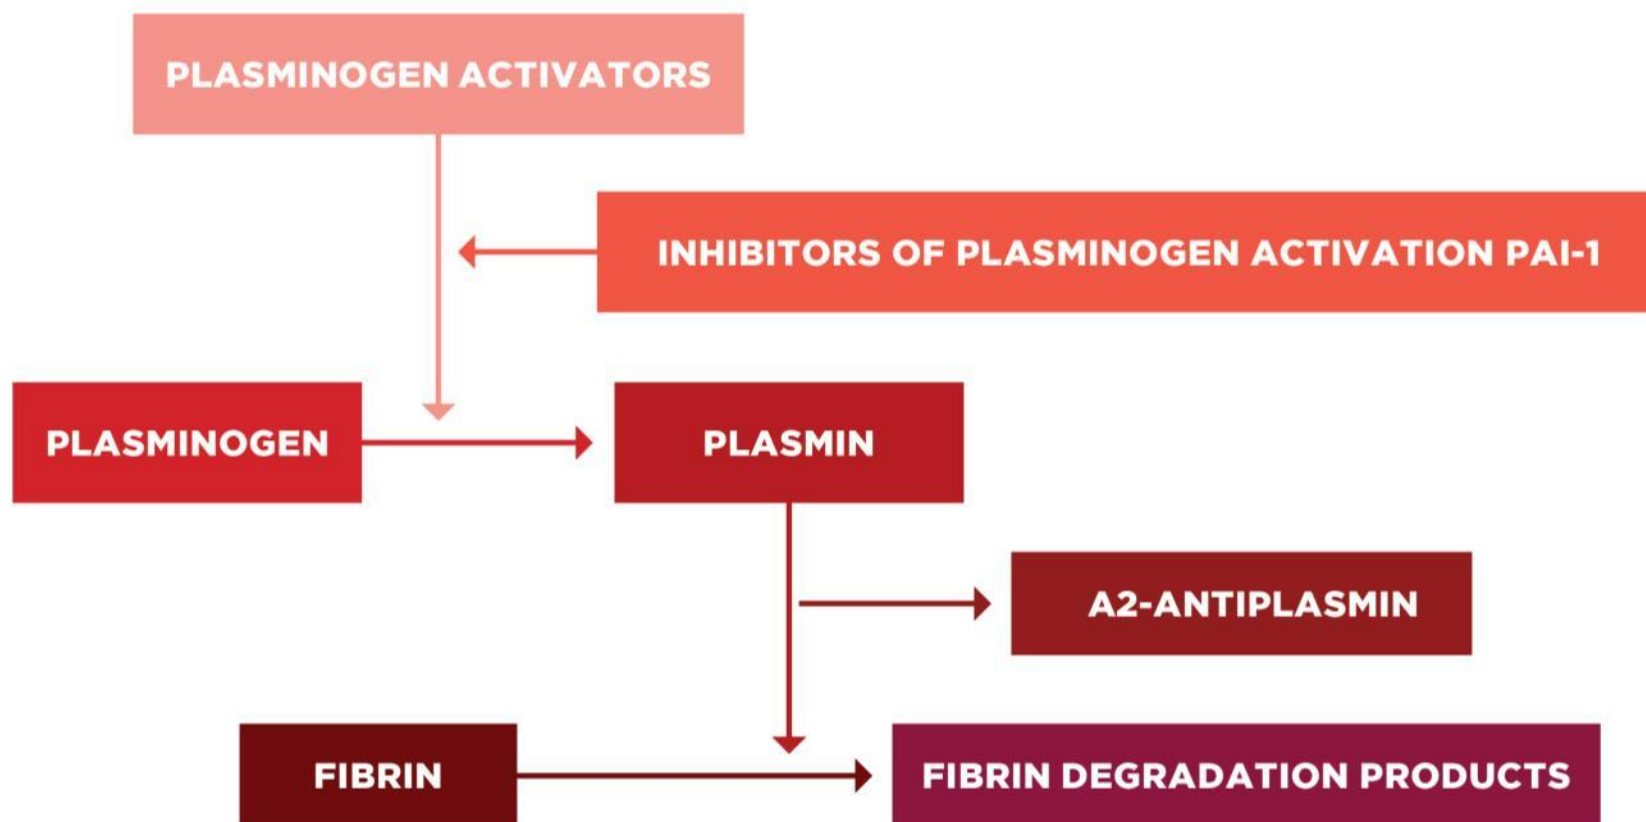 PLASMINOGEN ACTIVATORS
INHIBITORS OF PLASMINOGEN ACTIVATION PAI-1
PLASMINOGEN
PLASMIN
A2-ANTIPLASMIN
FIBRIN
FIBRIN DEGRADATION PRODUCTS